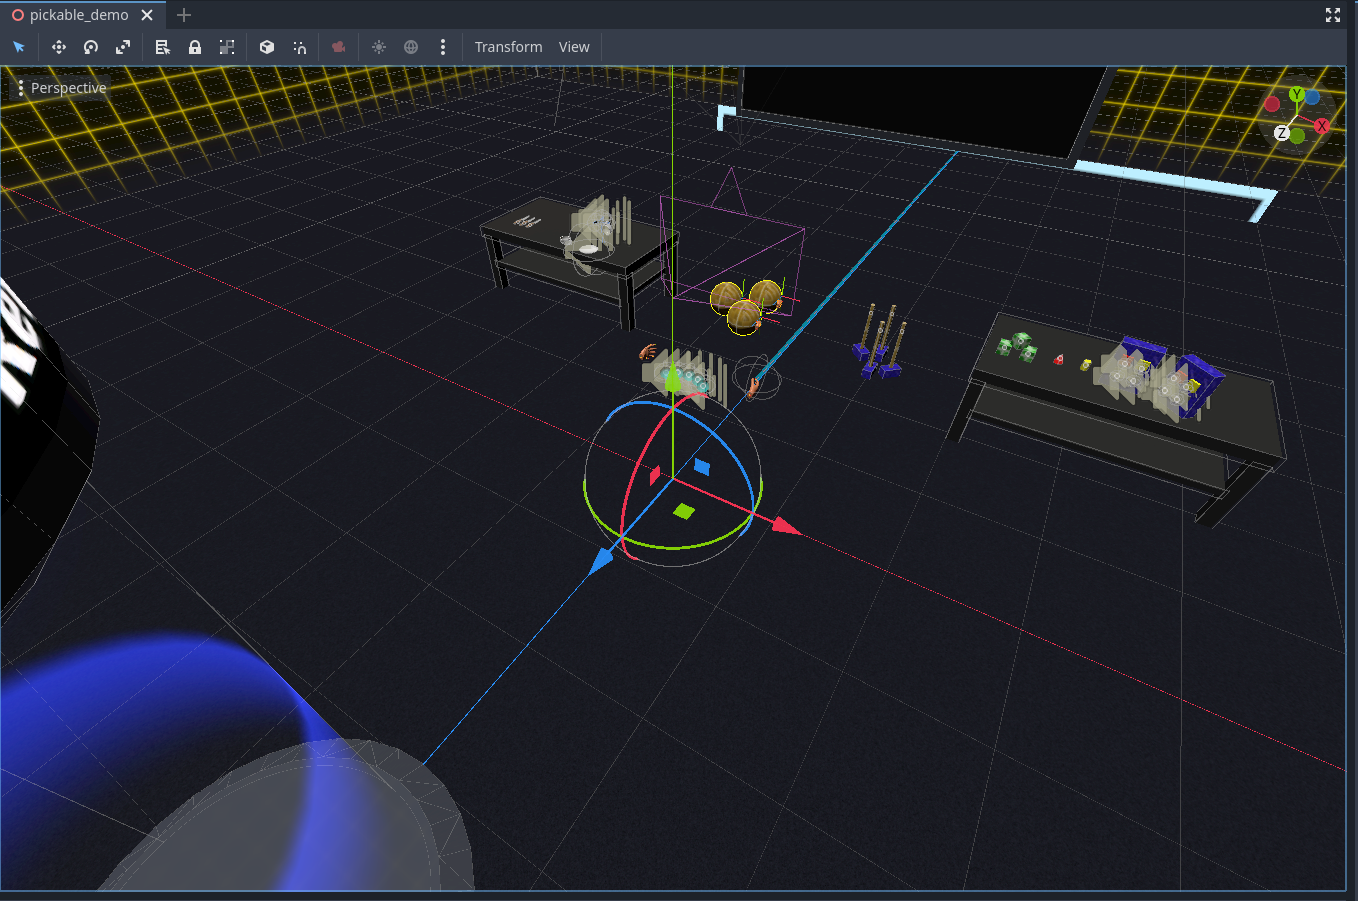 pickable_demo
Transform View
Perspective
Y
X
Z